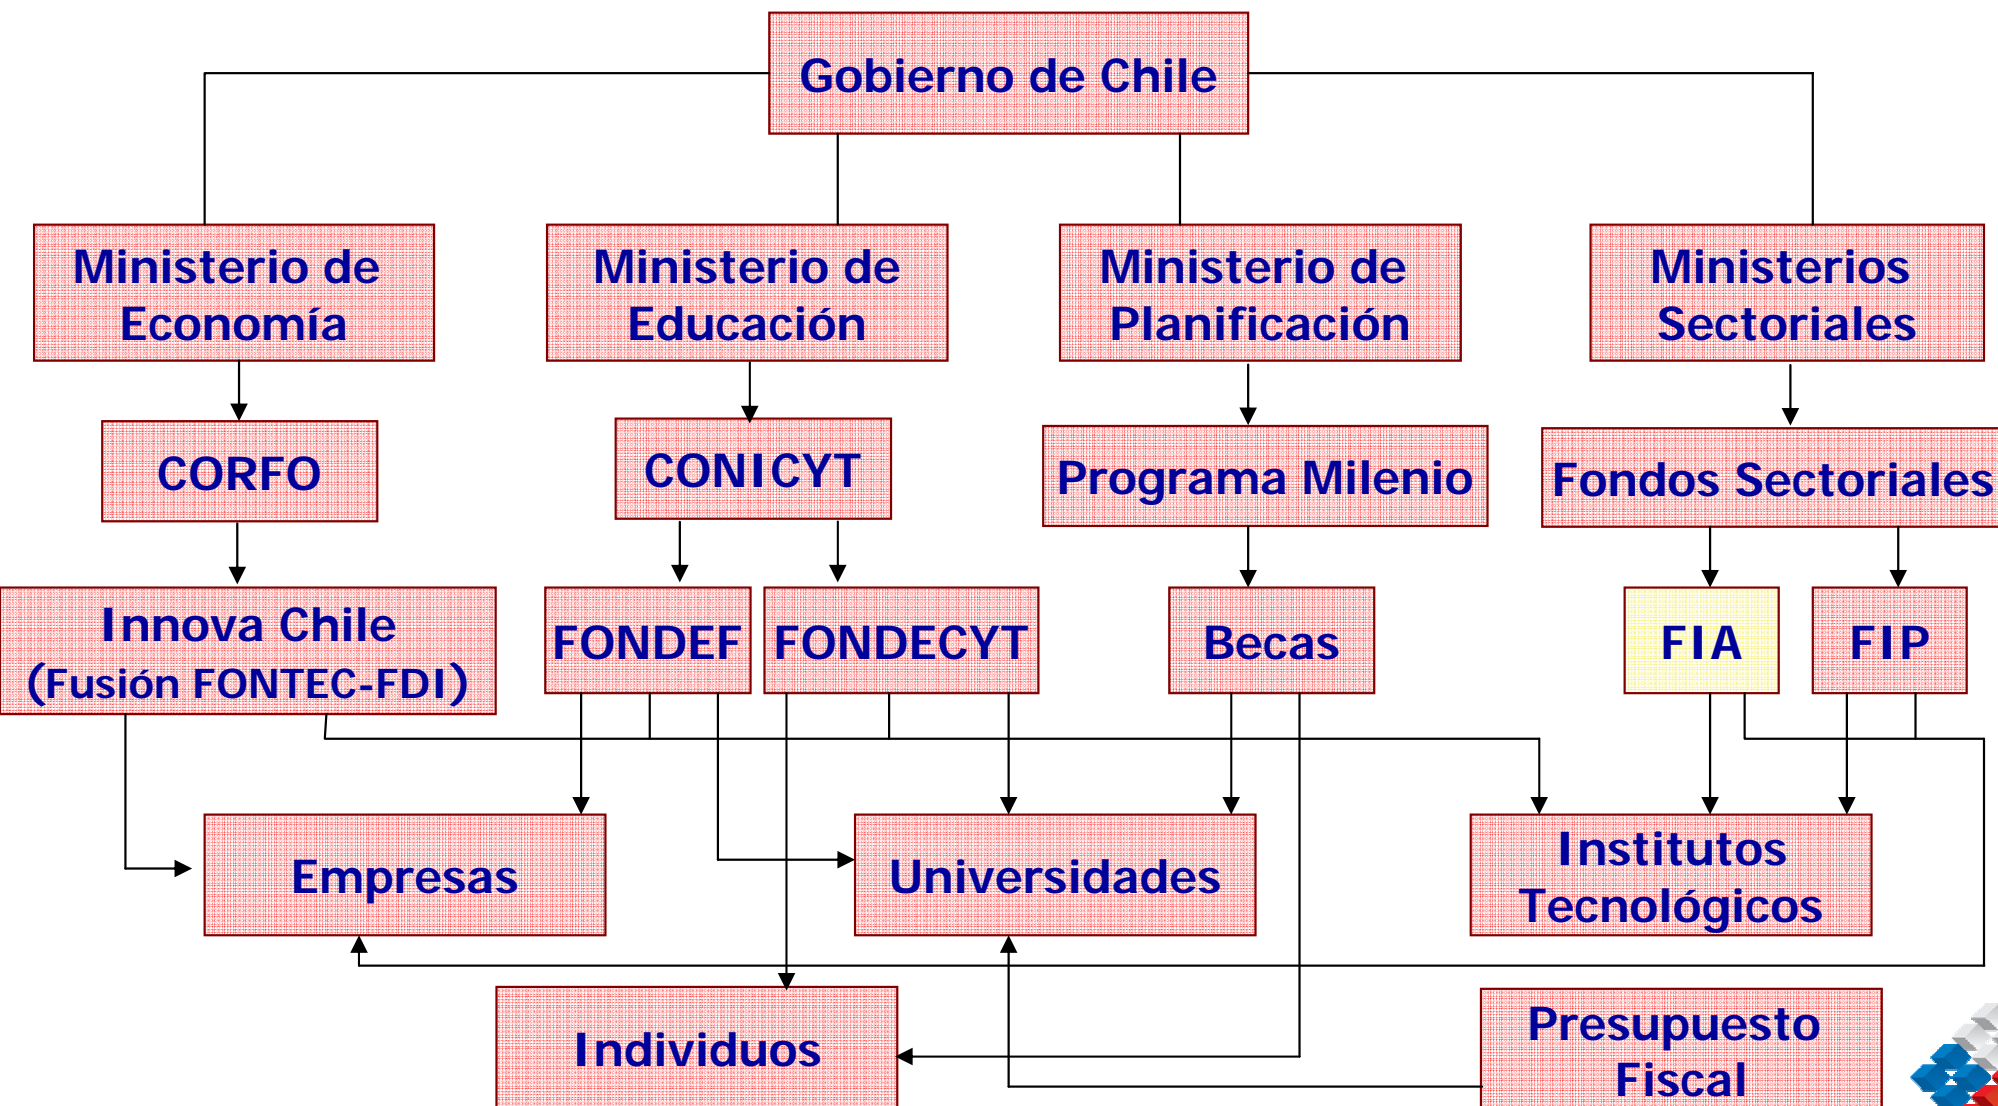 Gobierno de Chile
Ministerio de
Economía
Ministerio de
Educación
Ministerio de
Planificación
Ministerios
Sectoriales
CORFO
CONICYT
Programa Milenio
Fondos Sectoriales
Innova Chile
(Fusión FONTEC-FDI)
FONDEF
FONDECYT
Becas
FIA
FIP
Empresas
Universidades
Institutos
Tecnológicos
Individuos
Presupuesto
Fiscal